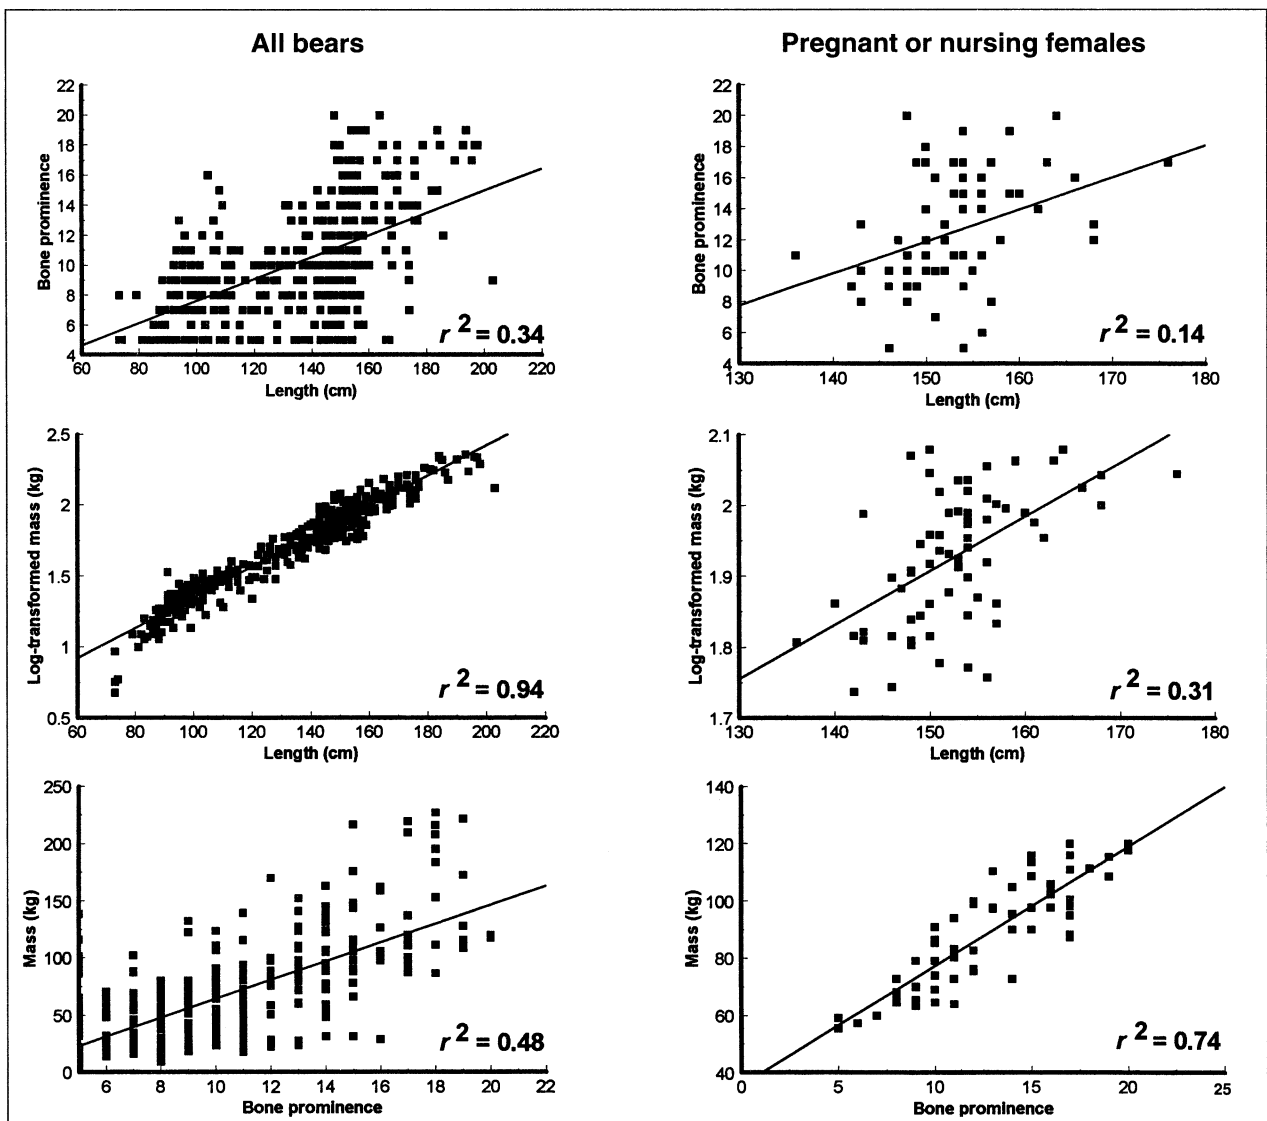 All bears
Pregnant or nursing females
22
20
18
16
14
12
10
8
6
4
Bone prominence
60 80 100 120 140 160 180 200 220
Length (cm)
r 2 = 0.34
22
20
18
16
14
12
10
8
6
4
Bone prominence
130 140 150 160 170 180
Length (cm)
r 2 = 0.14
2.5
2
1.5
1
0.5
Log-transformed mass (kg)
60 80 100 120 140 160 180 200 220
Length (cm)
r 2 = 0.94
2.1
2
1.9
1.8
1.7
Log-transformed mass (kg)
130 140 150 160 170 180
Length (cm)
r 2 = 0.31
250
200
150
100
50
0
Mass (kg)
6 8 10 12 14 16 18 20 22
Bone prominence
r 2 = 0.48
140
120
100
80
60
40
Mass (kg)
0 5 10 15 20 25
Bone prominence
r 2 = 0.74